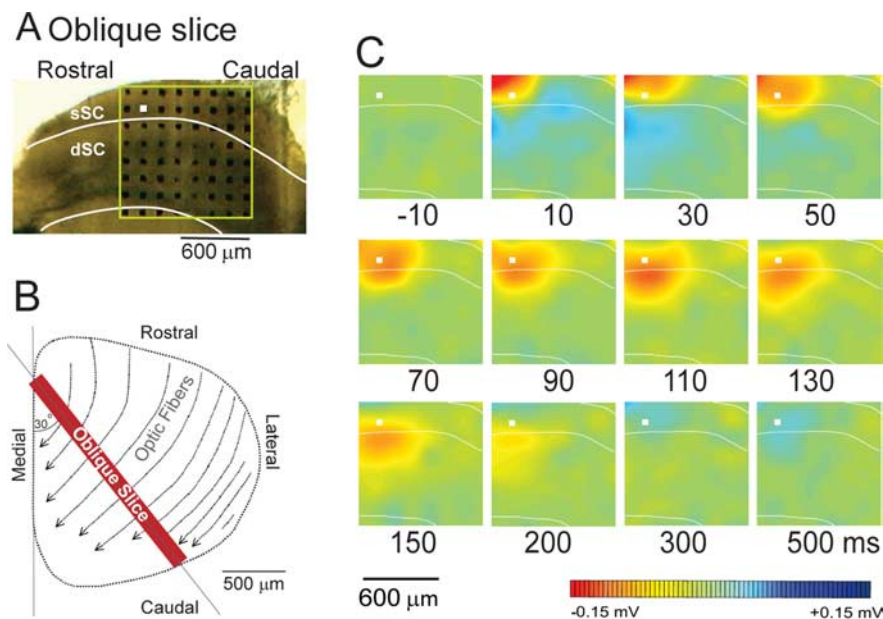 A Oblique slice
Rostral Caudal
sSC
dSC
600 μm
B
Rostral
Optic Fibers
30°
Oblique Slice
Medial
Lateral
500 μm
Caudal
C
-10 10 30 50
70 90 110 130
150 200 300 500 ms
600 μm
-0.15 mV +0.15 mV